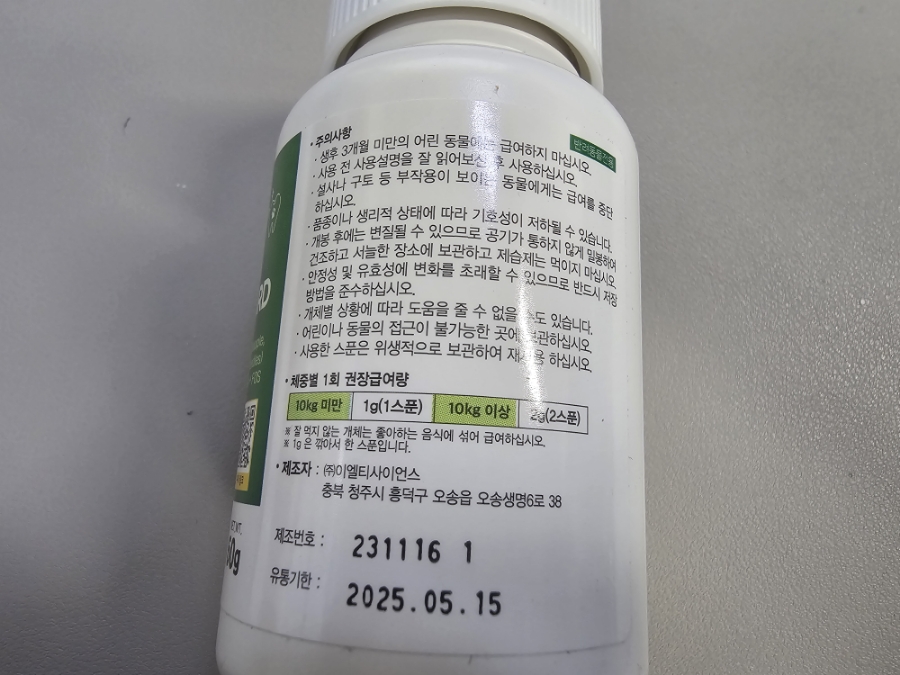 반려동물전용
• 주의사항
· 생후 3개월 미만의 어린 동물에는 급여하지 마십시오.
· 사용 전 사용설명을 잘 읽어보신 후 사용하십시오.
· 설사나 구토 등 부작용이 보이는 동물에게는 급여를 중단
하십시오.
· 품종이나 생리적 상태에 따라 기호성이 저하될 수 있습니다.
· 개봉 후에는 변질될 수 있으므로 공기가 통하지 않게 밀봉하여
건조하고 서늘한 장소에 보관하고 제습제는 먹이지 마십시오.
· 안정성 및 유효성에 변화를 초래할 수 있으므로 반드시 저장
방법을 준수하십시오.
· 개체별 상황에 따라 도움을 줄 수 없을 수도 있습니다.
· 어린이나 동물의 접근이 불가능한 곳에 보관하십시오.
· 사용한 스푼은 위생적으로 보관하여 재사용 하십시오.
• 체중별 1회 권장급여량
10kg 미만 1g(1스푼) 10kg 이상 2g(2스푼)
※ 잘 먹지 않는 개체는 좋아하는 음식에 섞어 급여하십시오.
※ 1g 은 깎아서 한 스푼입니다.
• 제조자 : ㈜이엘티사이언스
충북 청주시 흥덕구 오송읍 오송생명6로 38
제조번호 : 231116 1
유통기한 : 2025.05.15
RD
FOS
60g